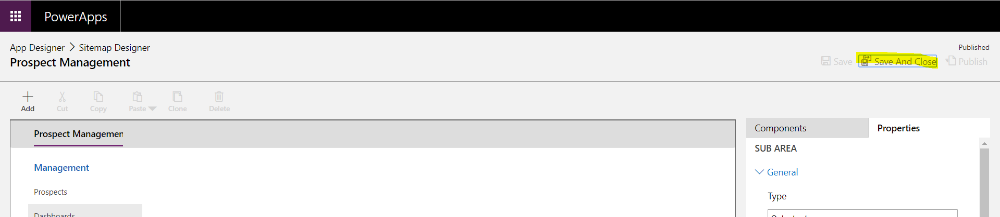 PowerApps
App Designer > Sitemap Designer
Published
Prospect Management
Save
Save And Close
Publish
Add
Cut
Copy
Paste
Clone
Delete
Prospect Managemen
Components
Properties
SUB AREA
Management
General
Prospects
Type
Dashboards